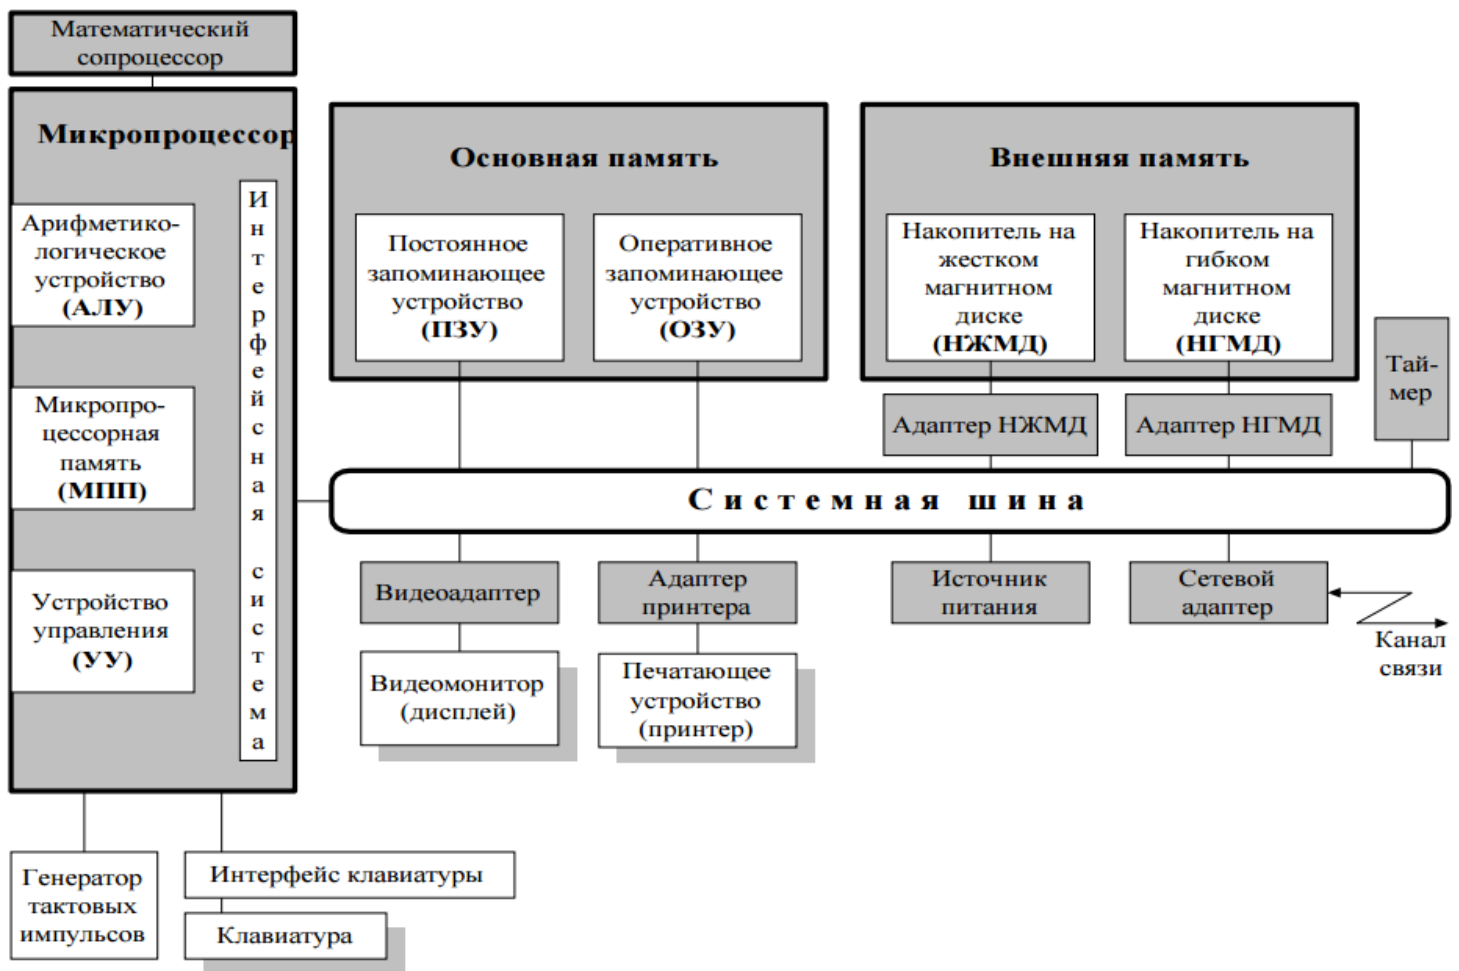 Математический
сопроцессор
Микропроцессор
Арифметико-
логическое
устройство
(АЛУ)
Микропро-
цессорная
память
(МПП)
Устройство
управления
(УУ)
Интерфейсная система
Генератор
тактовых
импульсов
Интерфейс клавиатуры
Клавиатура
Основная память
Постоянное
запоминающее
устройство
(ПЗУ)
Оперативное
запоминающее
устройство
(ОЗУ)
Внешняя память
Накопитель на
жестком
магнитном
диске
(НЖМД)
Накопитель на
гибком
магнитном
диске
(НГМД)
Адаптер НЖМД
Адаптер НГМД
Тай-
мер
Системная шина
Видеоадаптер
Адаптер
принтера
Источник
питания
Сетевой
адаптер
Канал
связи
Видеомонитор
(дисплей)
Печатающее
устройство
(принтер)